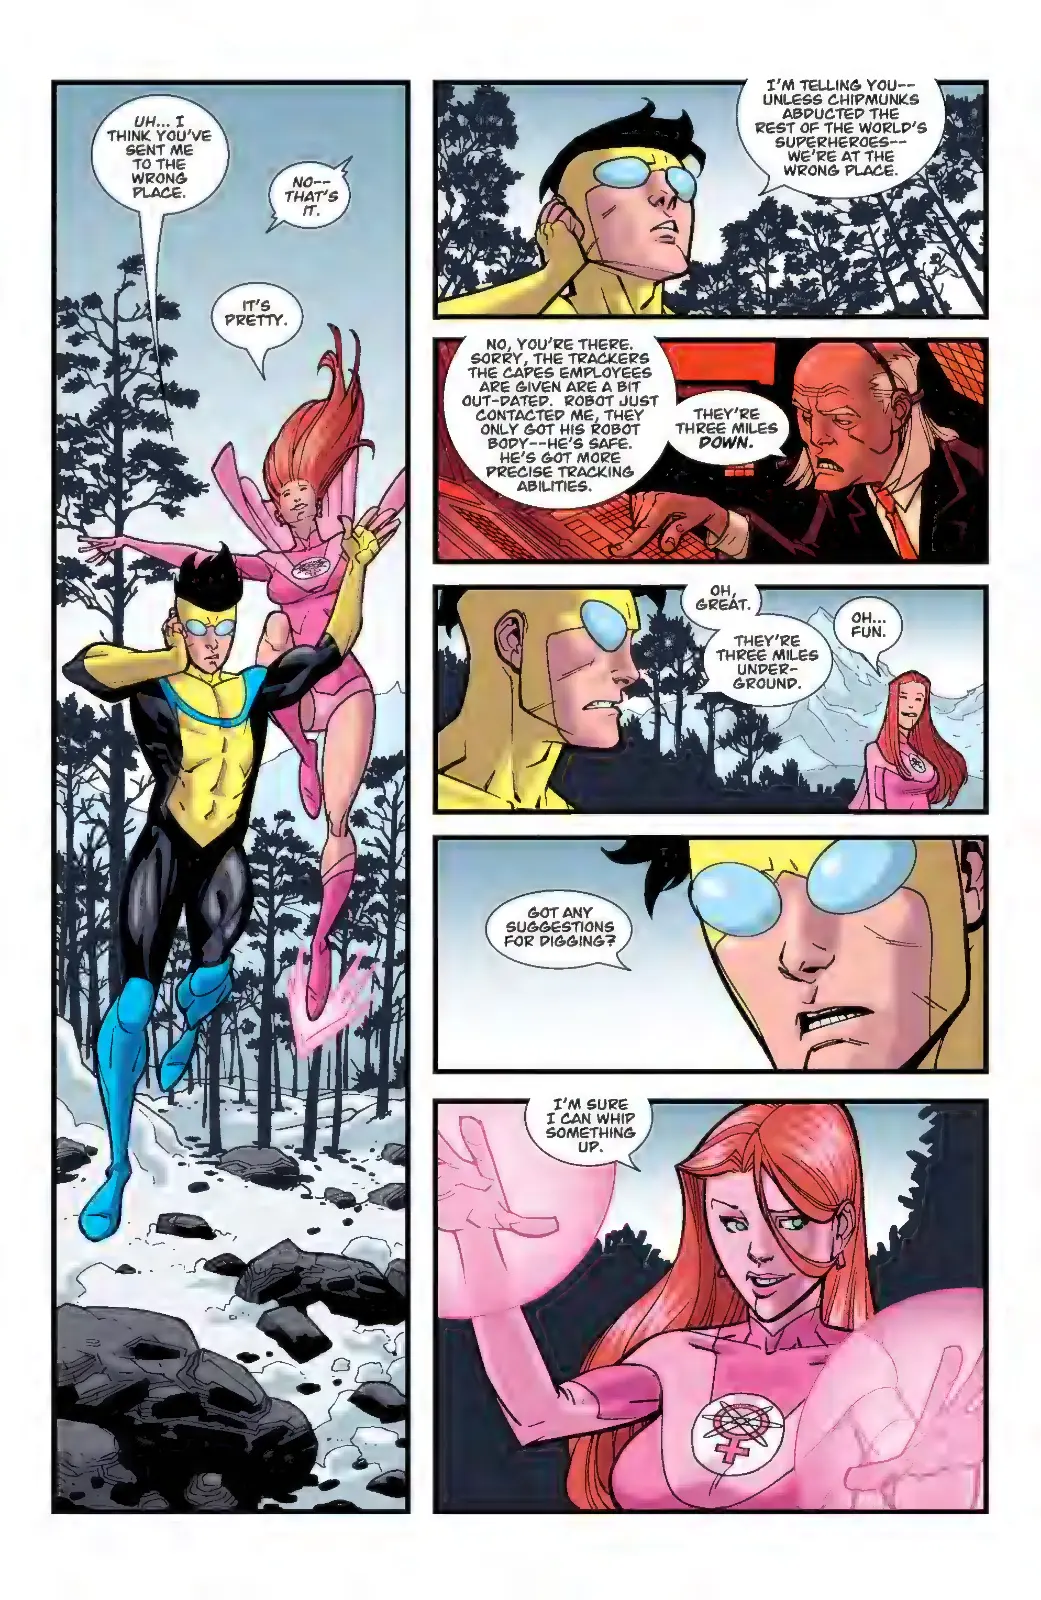 UH... I
THINK YOU'VE
SENT ME
TO THE
WRONG
PLACE.
NO--
THAT'S
IT.
IT'S
PRETTY.
I'M TELLING YOU--
UNLESS CHIPMUNKS
ABDUCTED THE
REST OF THE WORLD'S
SUPERHEROES--
WE'RE AT THE
WRONG PLACE.
NO, YOU'RE THERE.
SORRY, THE TRACKERS
THE CAPES EMPLOYEES
ARE GIVEN ARE A BIT
OUT-DATED. ROBOT JUST
CONTACTED ME, THEY
ONLY GOT HIS ROBOT
BODY--HE'S SAFE.
HE'S GOT MORE
PRECISE TRACKING
ABILITIES.
THEY'RE
THREE MILES
DOWN.
OH,
GREAT.
THEY'RE
THREE MILES
UNDER-
GROUND.
OH...
FUN.
GOT ANY
SUGGESTIONS
FOR DIGGING?
I'M SURE
I CAN WHIP
SOMETHING
UP.